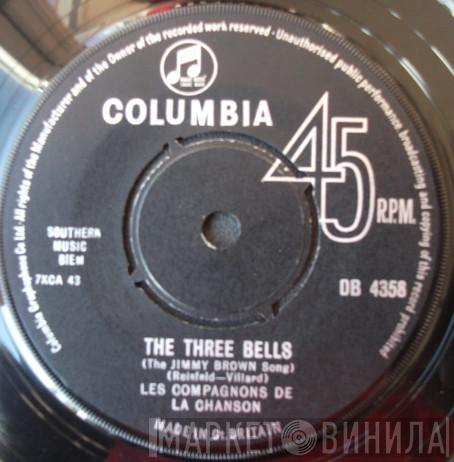 Columbia Graphophone Co Ltd·All rights of the Manufacturer and of the Owner of the recorded work reserved·Unauthorised public performance broadcasting and copying of this record prohibited
COLUMBIA
45
R.P.M.
SOUTHERN
MUSIC
BIEM
7XCA 43
DB 4358
THE THREE BELLS
(The JIMMY BROWN Song)
(Reisfeld—Villard)
LES COMPAGNONS DE
LA CHANSON
MADE IN Gt BRITAIN
МАРКЕТ ВИНИЛА